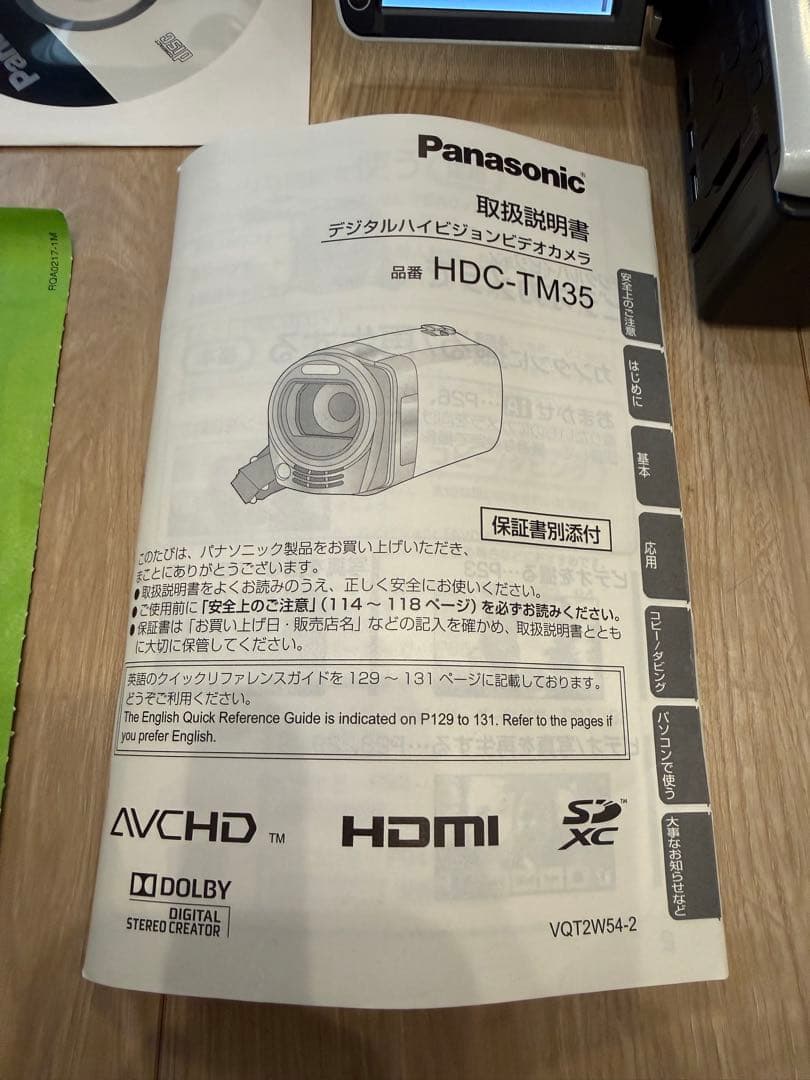 Pana
disc
RQA0217-1M
Panasonic®
取扱説明書
デジタルハイビジョンビデオカメラ
品番 HDC-TM35
安全上のご注意
はじめに
基本
応用
コピー/ダビング
パソコンで使う
大事なお知らせなど
保証書別添付
このたびは、パナソニック製品をお買い上げいただき、
まことにありがとうございます。
●取扱説明書をよくお読みのうえ、正しく安全にお使いください。
●ご使用前に「安全上のご注意」(114～118ページ)を必ずお読みください。
●保証書は「お買い上げ日・販売店名」などの記入を確かめ、取扱説明書ととも
に大切に保管してください。
英語のクイックリファレンスガイドを 129 ～ 131 ページに記載しております。
どうぞご利用ください。
The English Quick Reference Guide is indicated on P129 to 131. Refer to the pages if
you prefer English.
AVCHD TM
HDMI
SD XC TM
DOLBY
DIGITAL
STEREO CREATOR
VQT2W54-2